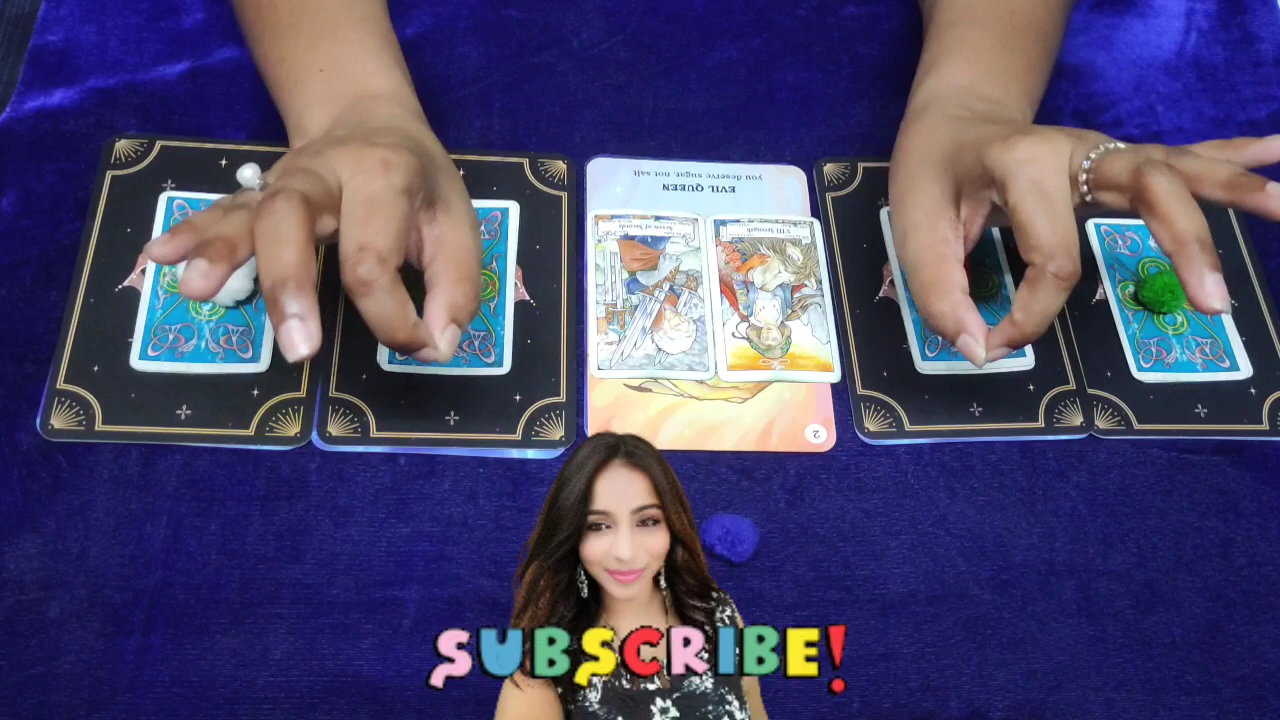 EVIL QUEEN
you deserve sugar, not salt
Seven of Swords
VIII Strength
2
SUBSCRIBE!